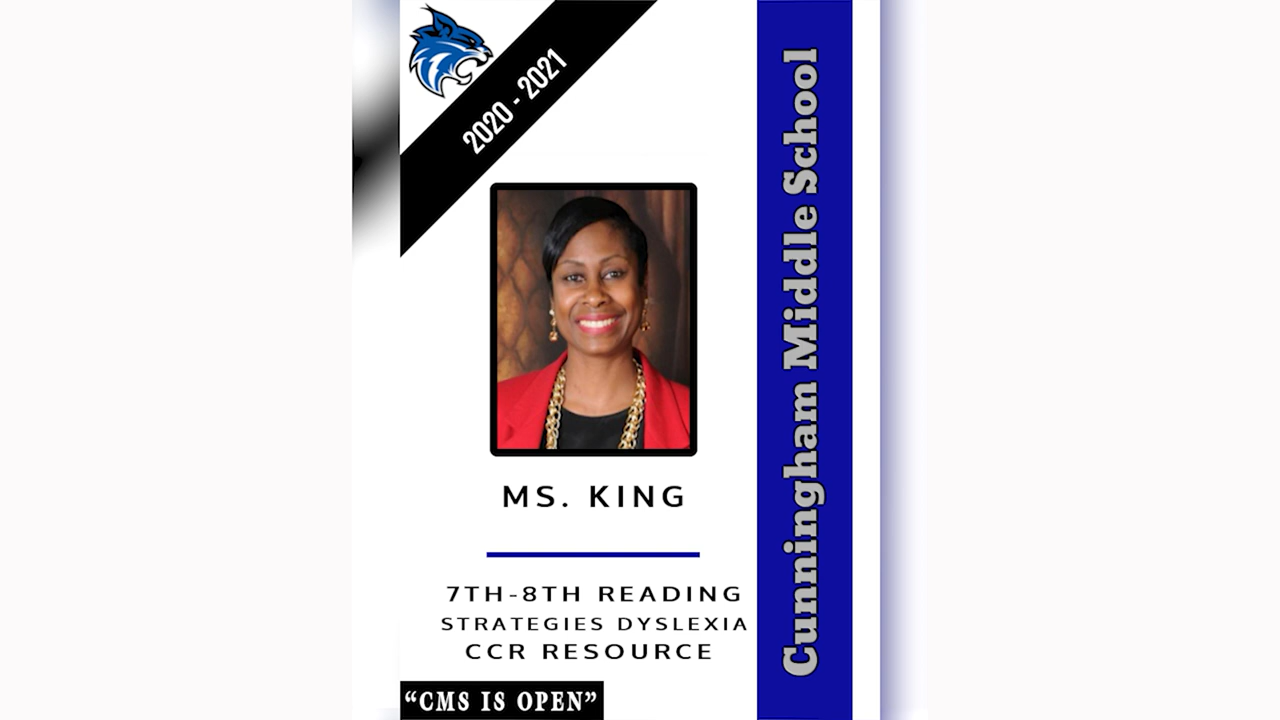 2020 - 2021
Cunningham Middle School
MS. KING
7TH-8TH READING
STRATEGIES DYSLEXIA
CCR RESOURCE
“CMS IS OPEN”